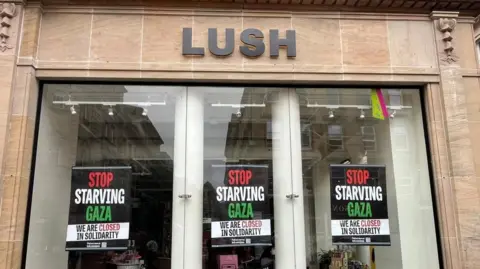 LUSH
STOP
STARVING
GAZA
WE ARE CLOSED
IN SOLIDARITY
STOP
STARVING
GAZA
WE ARE CLOSED
IN SOLIDARITY
STOP
STARVING
GAZA
WE ARE CLOSED
IN SOLIDARITY